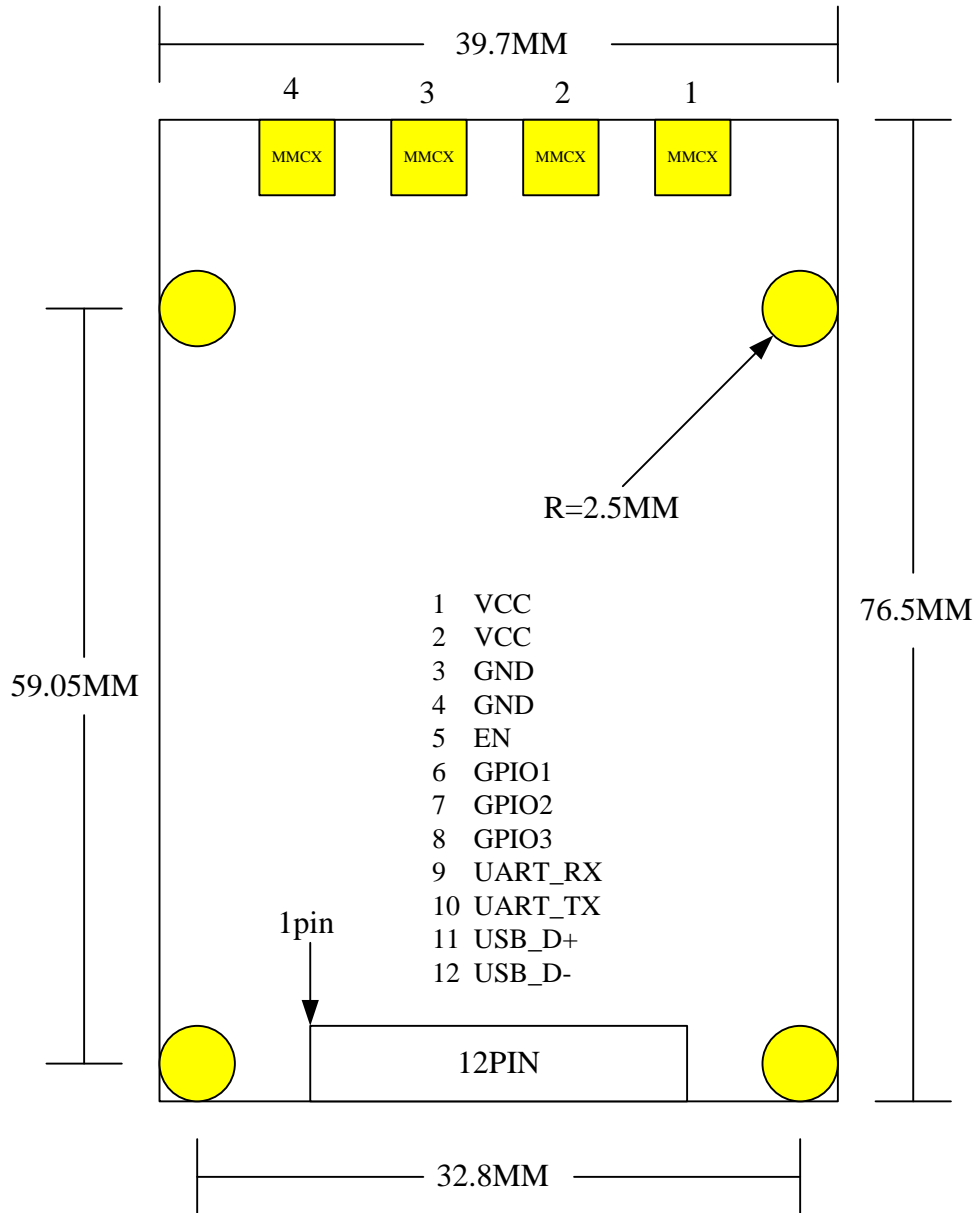 39.7MM
4 3 2 1
MMCX MMCX MMCX MMCX
R=2.5MM
76.5MM
59.05MM
1 VCC
2 VCC
3 GND
4 GND
5 EN
6 GPIO1
7 GPIO2
8 GPIO3
9 UART_RX
10 UART_TX
11 USB_D+
12 USB_D-
1pin
12PIN
32.8MM